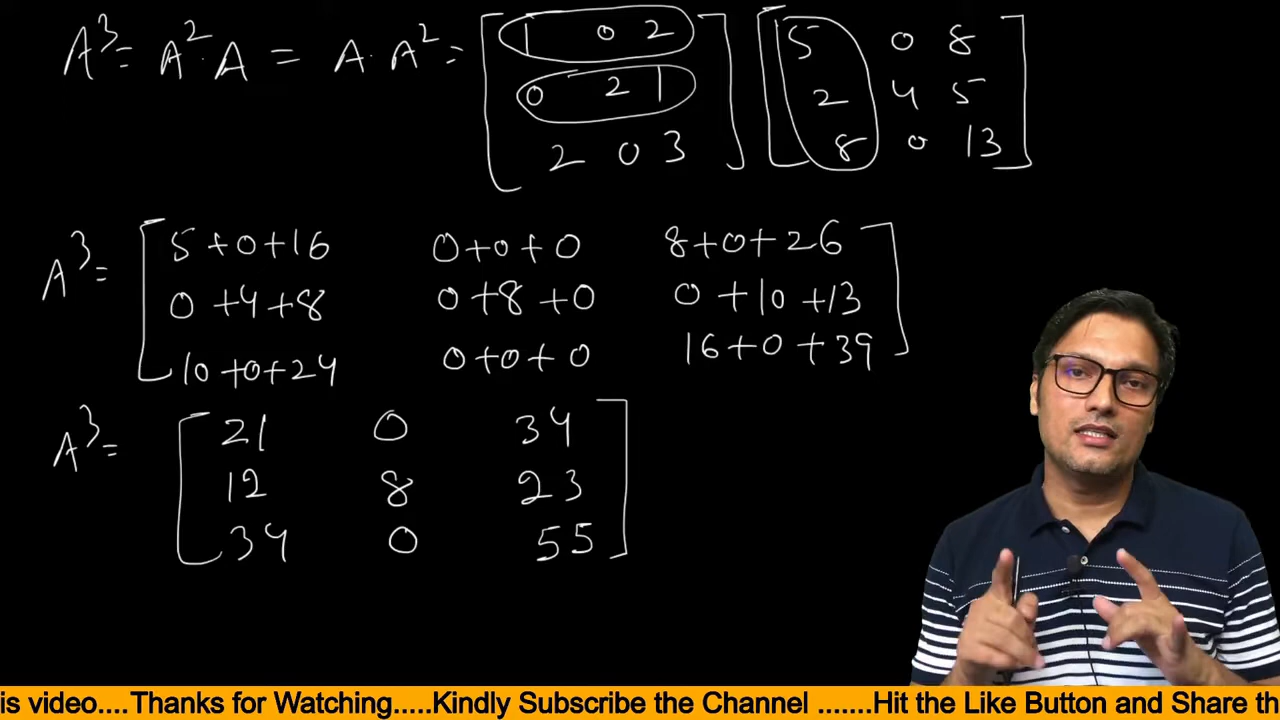 A³ = A²·A = A·A² = [1 0 2] [5 0 8]
[0 2 1] [2 4 5]
[2 0 3] [8 0 13]
A³ = [5+0+16 0+0+0 8+0+26]
[0+4+8 0+8+0 0+10+13]
[10+0+24 0+0+0 16+0+39]
A³ = [21 0 34]
[12 8 23]
[34 0 55]
is video....Thanks for Watching.....Kindly Subscribe the Channel .......Hit the Like Button and Share th